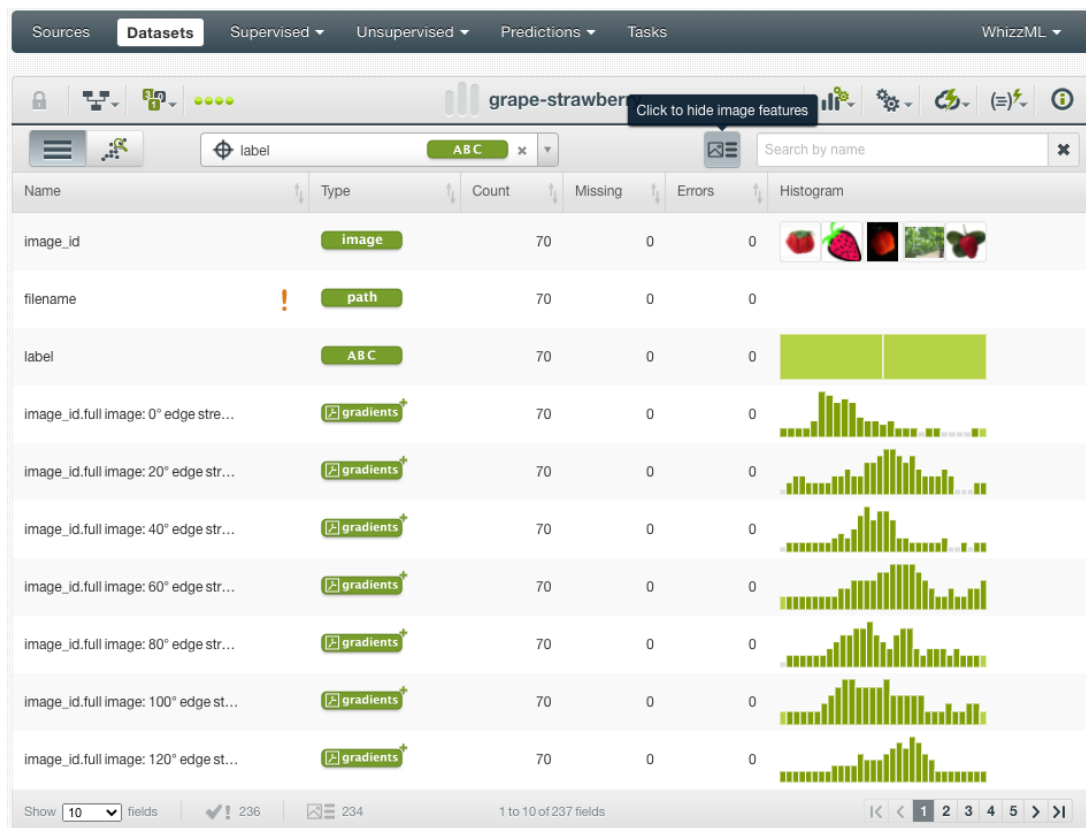 Sources Datasets Supervised Unsupervised Predictions Tasks WhizzML
grape-strawberry
Click to hide image features
label ABC Search by name
Name Type Count Missing Errors Histogram
image_id image 70 0 0
filename ! path 70 0 0
label ABC 70 0 0
image_id.full image: 0° edge stre... gradients 70 0 0
image_id.full image: 20° edge str... gradients 70 0 0
image_id.full image: 40° edge str... gradients 70 0 0
image_id.full image: 60° edge str... gradients 70 0 0
image_id.full image: 80° edge str... gradients 70 0 0
image_id.full image: 100° edge st... gradients 70 0 0
image_id.full image: 120° edge st... gradients 70 0 0
Show 10 fields ! 236 234 1 to 10 of 237 fields 1 2 3 4 5